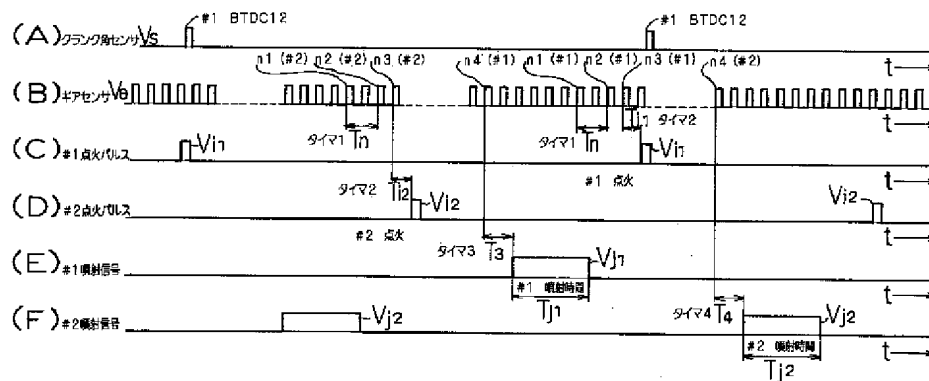 #1 BTDC12
#1 BTDC12
(A) クランク角センサ Vs
t
n1 (#2) n2 (#2) n3 (#2) n4 (#1) n1 (#1) n2 (#1) n3 (#1) n4 (#2)
(B) ギアセンサ Vg
t
タイマ1 Tn タイマ1 Tn Ti1 タイマ2
(C) #1点火パルス Vi1 Vi1
#1 点火
t
タイマ2 Ti2
(D) #2点火パルス Vi2 Vi2
#2 点火
t
タイマ3 T3
(E) #1噴射信号 Vj1
#1 噴射時間
Tj1
t
(F) #2噴射信号 Vj2 タイマ4 T4 Vj2
#2 噴射時間
Tj2
t